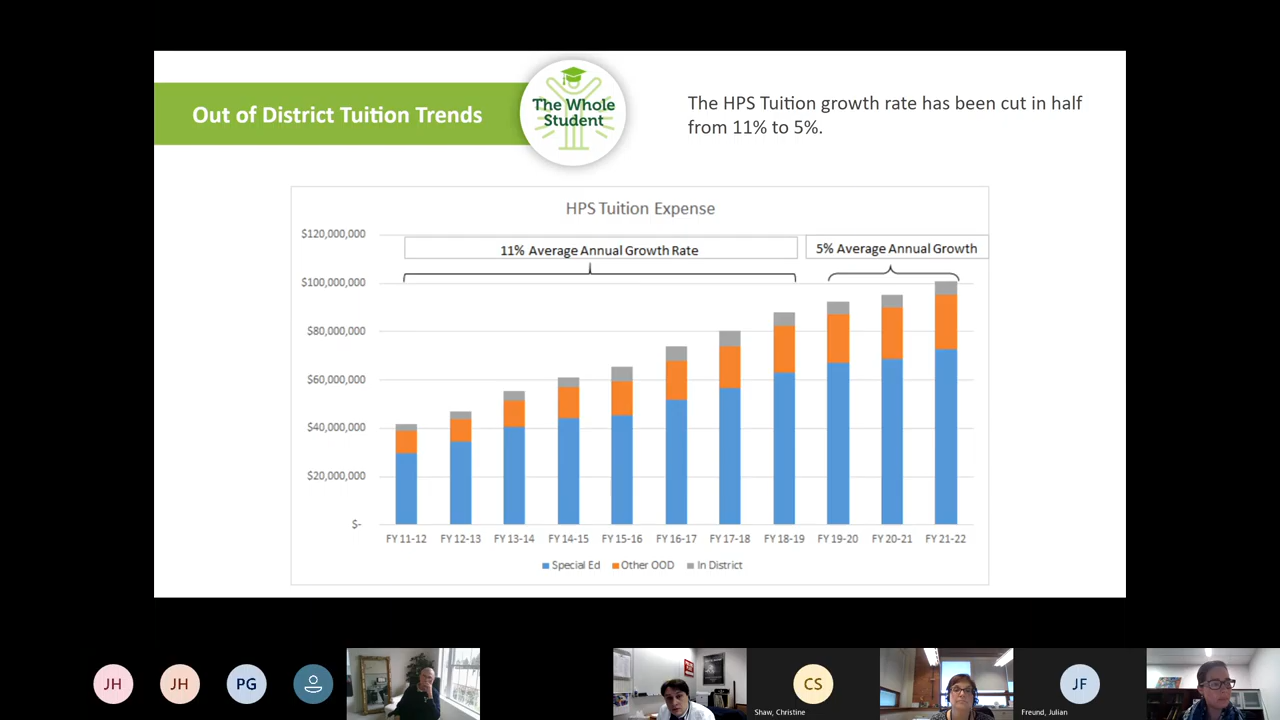 Out of District Tuition Trends
The Whole
Student
The HPS Tuition growth rate has been cut in half
from 11% to 5%.
HPS Tuition Expense
$120,000,000
11% Average Annual Growth Rate
5% Average Annual Growth
$100,000,000
$80,000,000
$60,000,000
$40,000,000
$20,000,000
$-
FY 11-12 FY 12-13 FY 13-14 FY 14-15 FY 15-16 FY 16-17 FY 17-18 FY 18-19 FY 19-20 FY 20-21 FY 21-22
Special Ed Other OOD In District
JH JH PG CS JF
Shaw, Christine
Freund, Julian